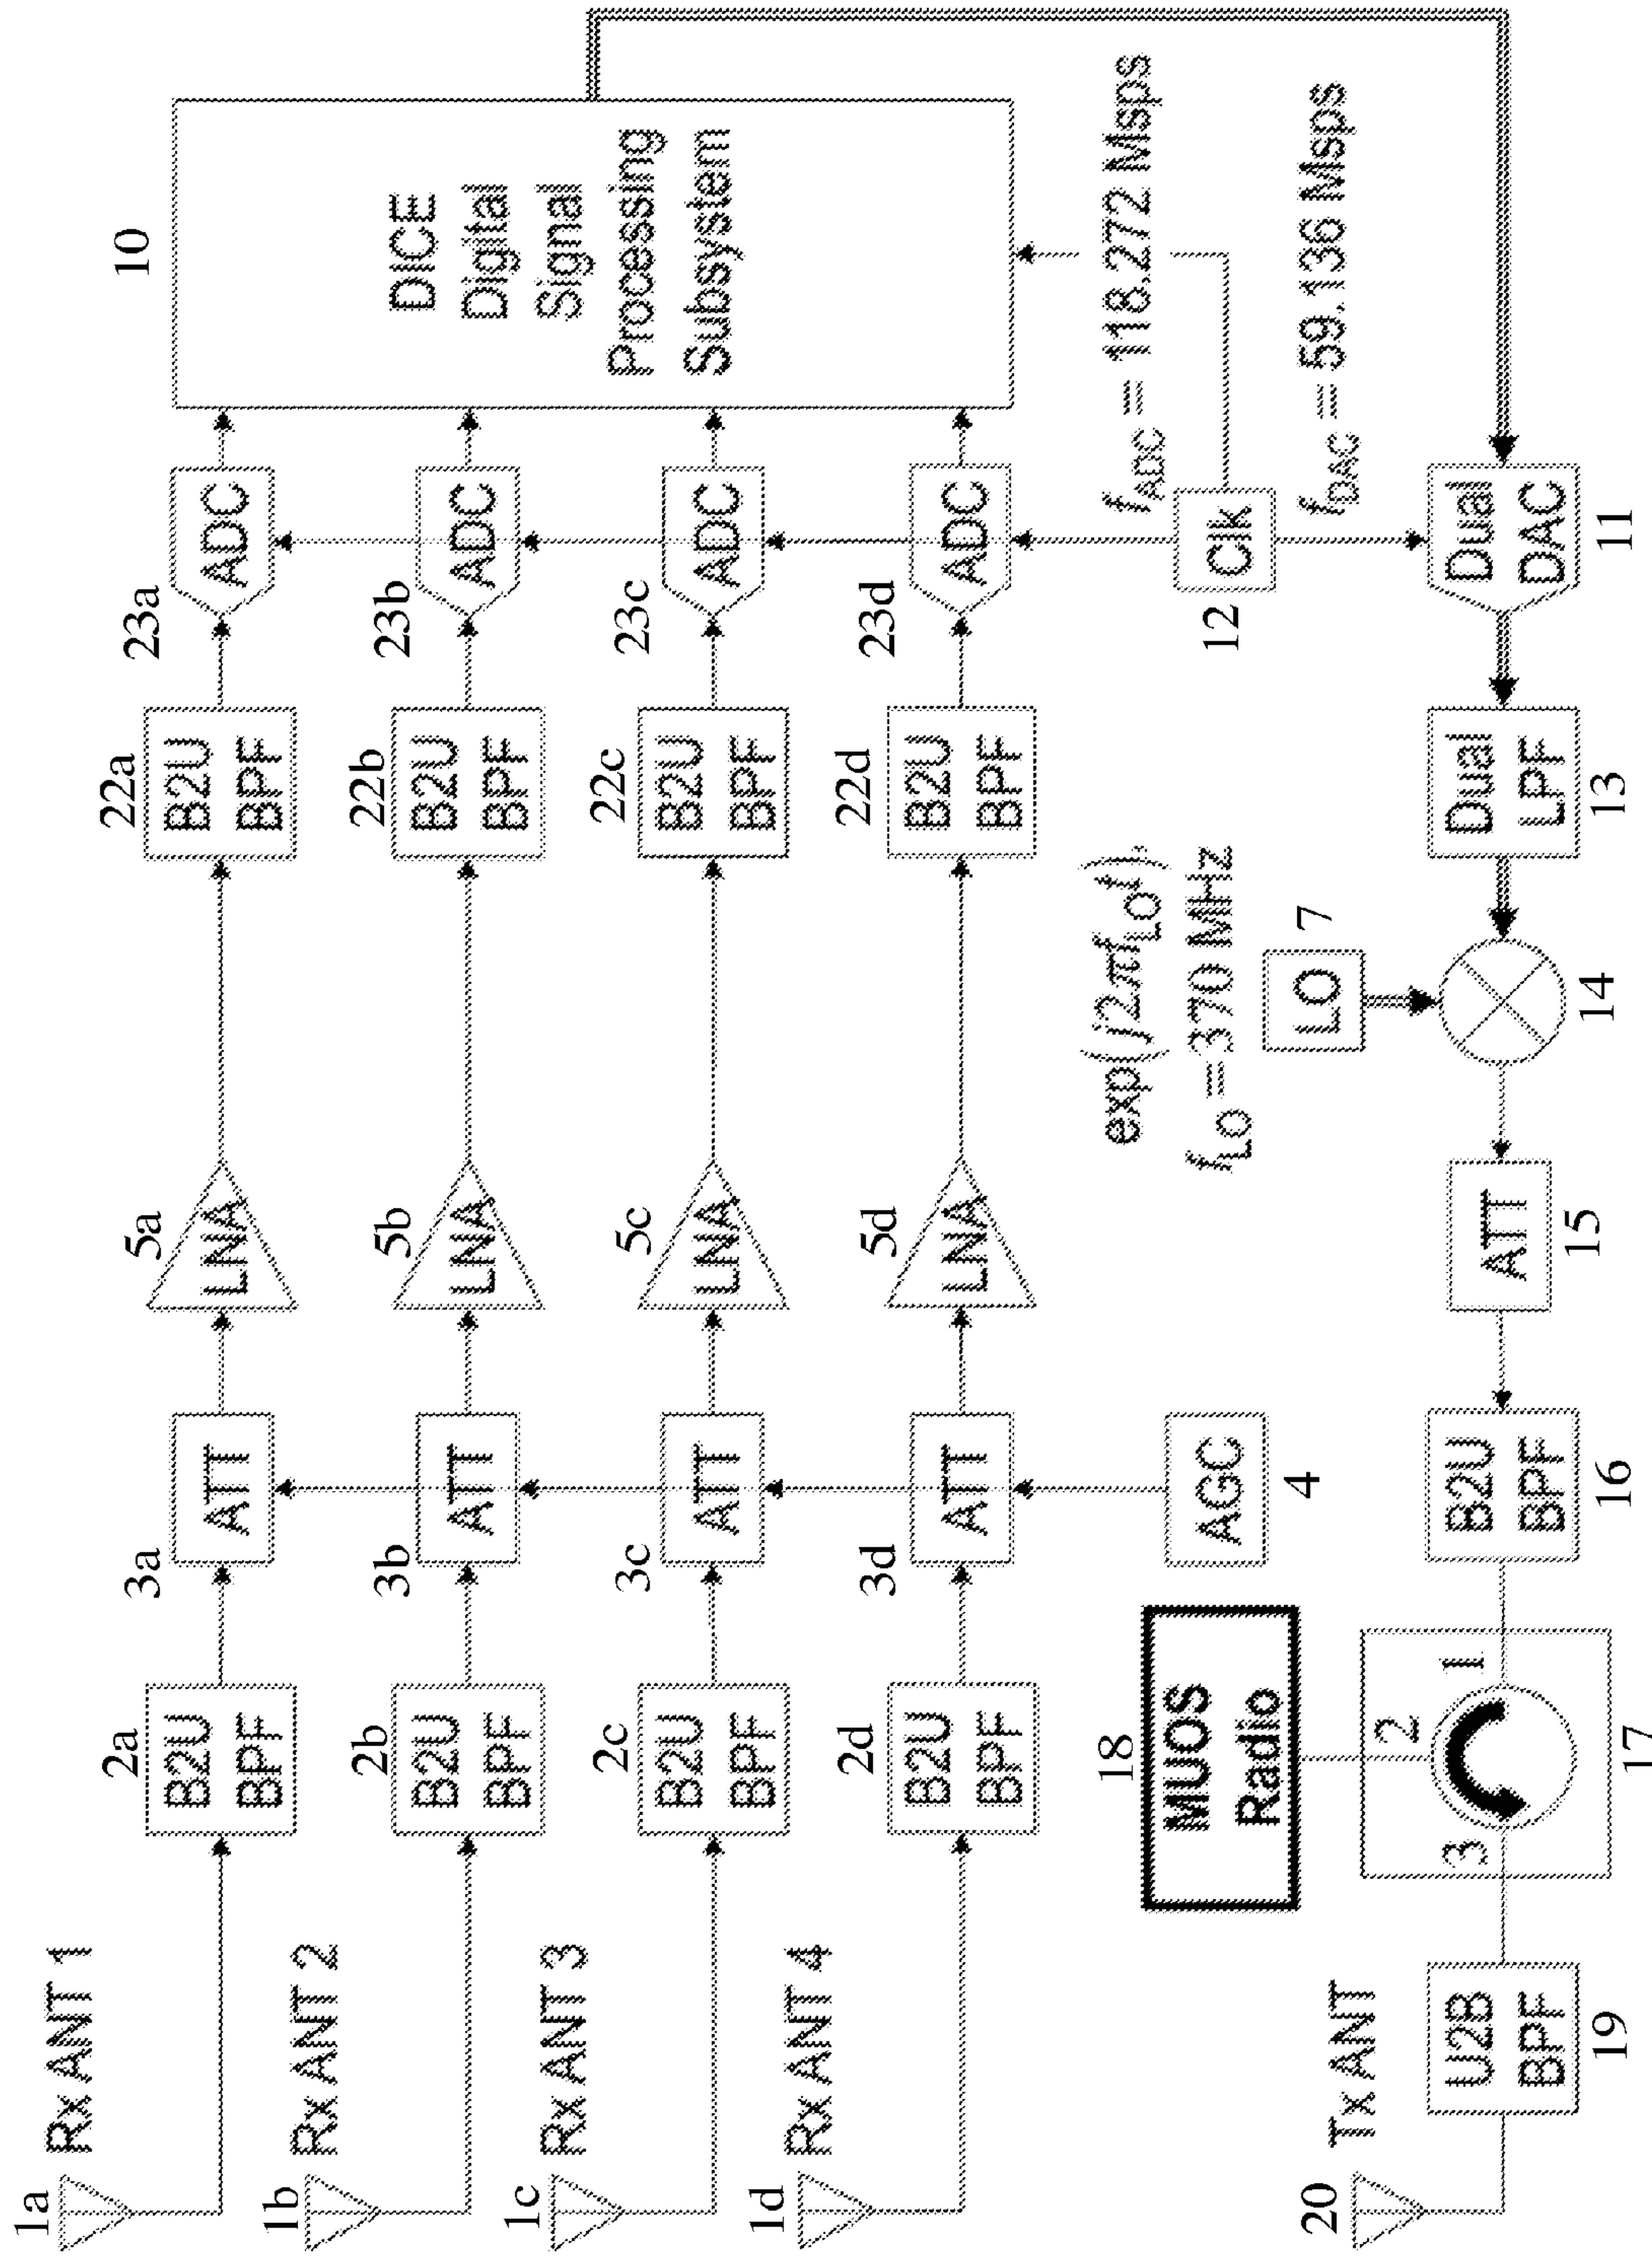 1a
Rx ANT 1
2a
B2U
BPF
3a
ATT
5a
LNA
22a
B2U
BPF
23a
ADC
10
DICE
Digital
Signal
Processing
Subsystem
1b
Rx ANT 2
2b
B2U
BPF
3b
ATT
5b
LNA
22b
B2U
BPF
23b
ADC
1c
Rx ANT 3
2c
B2U
BPF
3c
ATT
5c
LNA
22c
B2U
BPF
23c
ADC
1d
Rx ANT 4
2d
B2U
BPF
3d
ATT
5d
LNA
22d
B2U
BPF
23d
ADC
18
MUOS
Radio
AGC
4
exp(j2πfLOt),
fLO = 370 MHz
LO
7
12
Clk
fADC = 118.272 Msps
fDAC = 59.136 Msps
20
Tx ANT
U2B
BPF
19
3
2
1
17
B2U
BPF
16
ATT
15
14
Dual
LPF
13
Dual
DAC
11